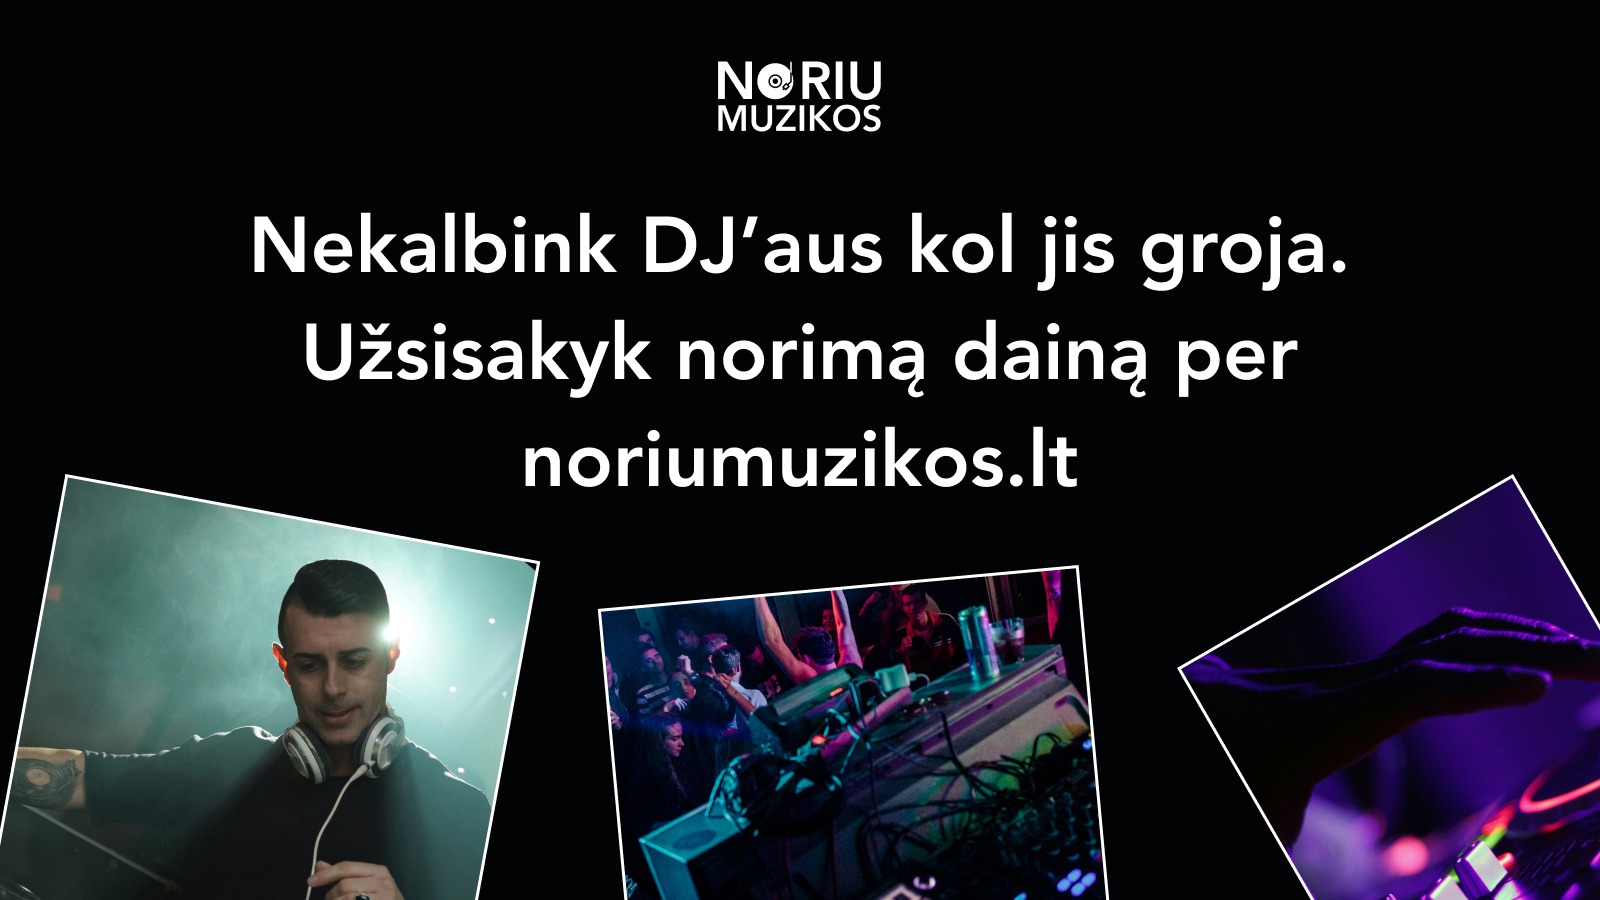 NORIU
MUZIKOS
Nekalbink DJ’aus kol jis groja.
Užsisakyk norimą dainą per
noriumuzikos.lt